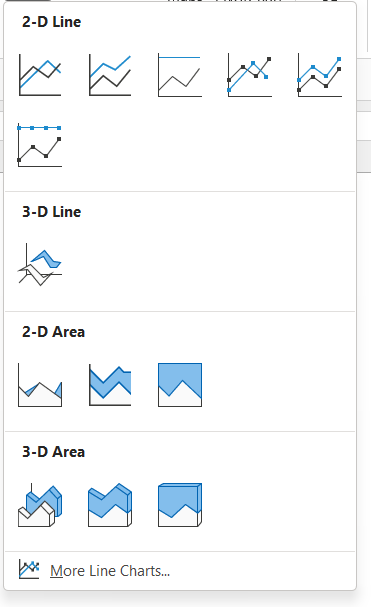 2-D Line
3-D Line
2-D Area
3-D Area
More Line Charts...